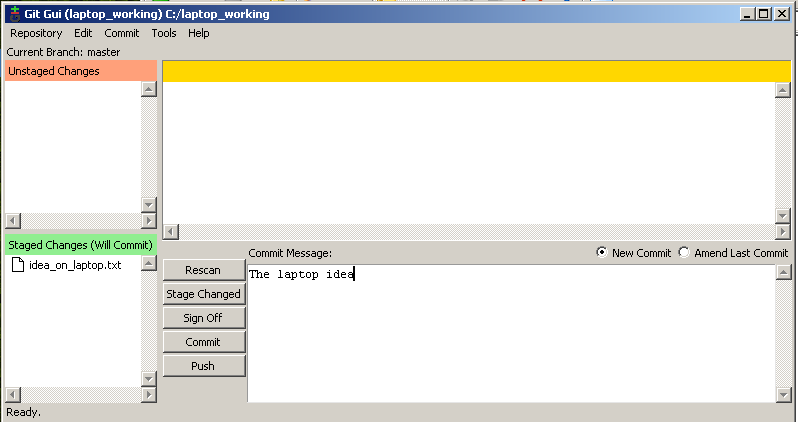 Git Gui (laptop_working) C:/laptop_working
Repository Edit Commit Tools Help
Current Branch: master
Unstaged Changes
Staged Changes (Will Commit)
idea_on_laptop.txt
Commit Message:
New Commit
Amend Last Commit
Rescan
Stage Changed
Sign Off
Commit
Push
The laptop idea
Ready.